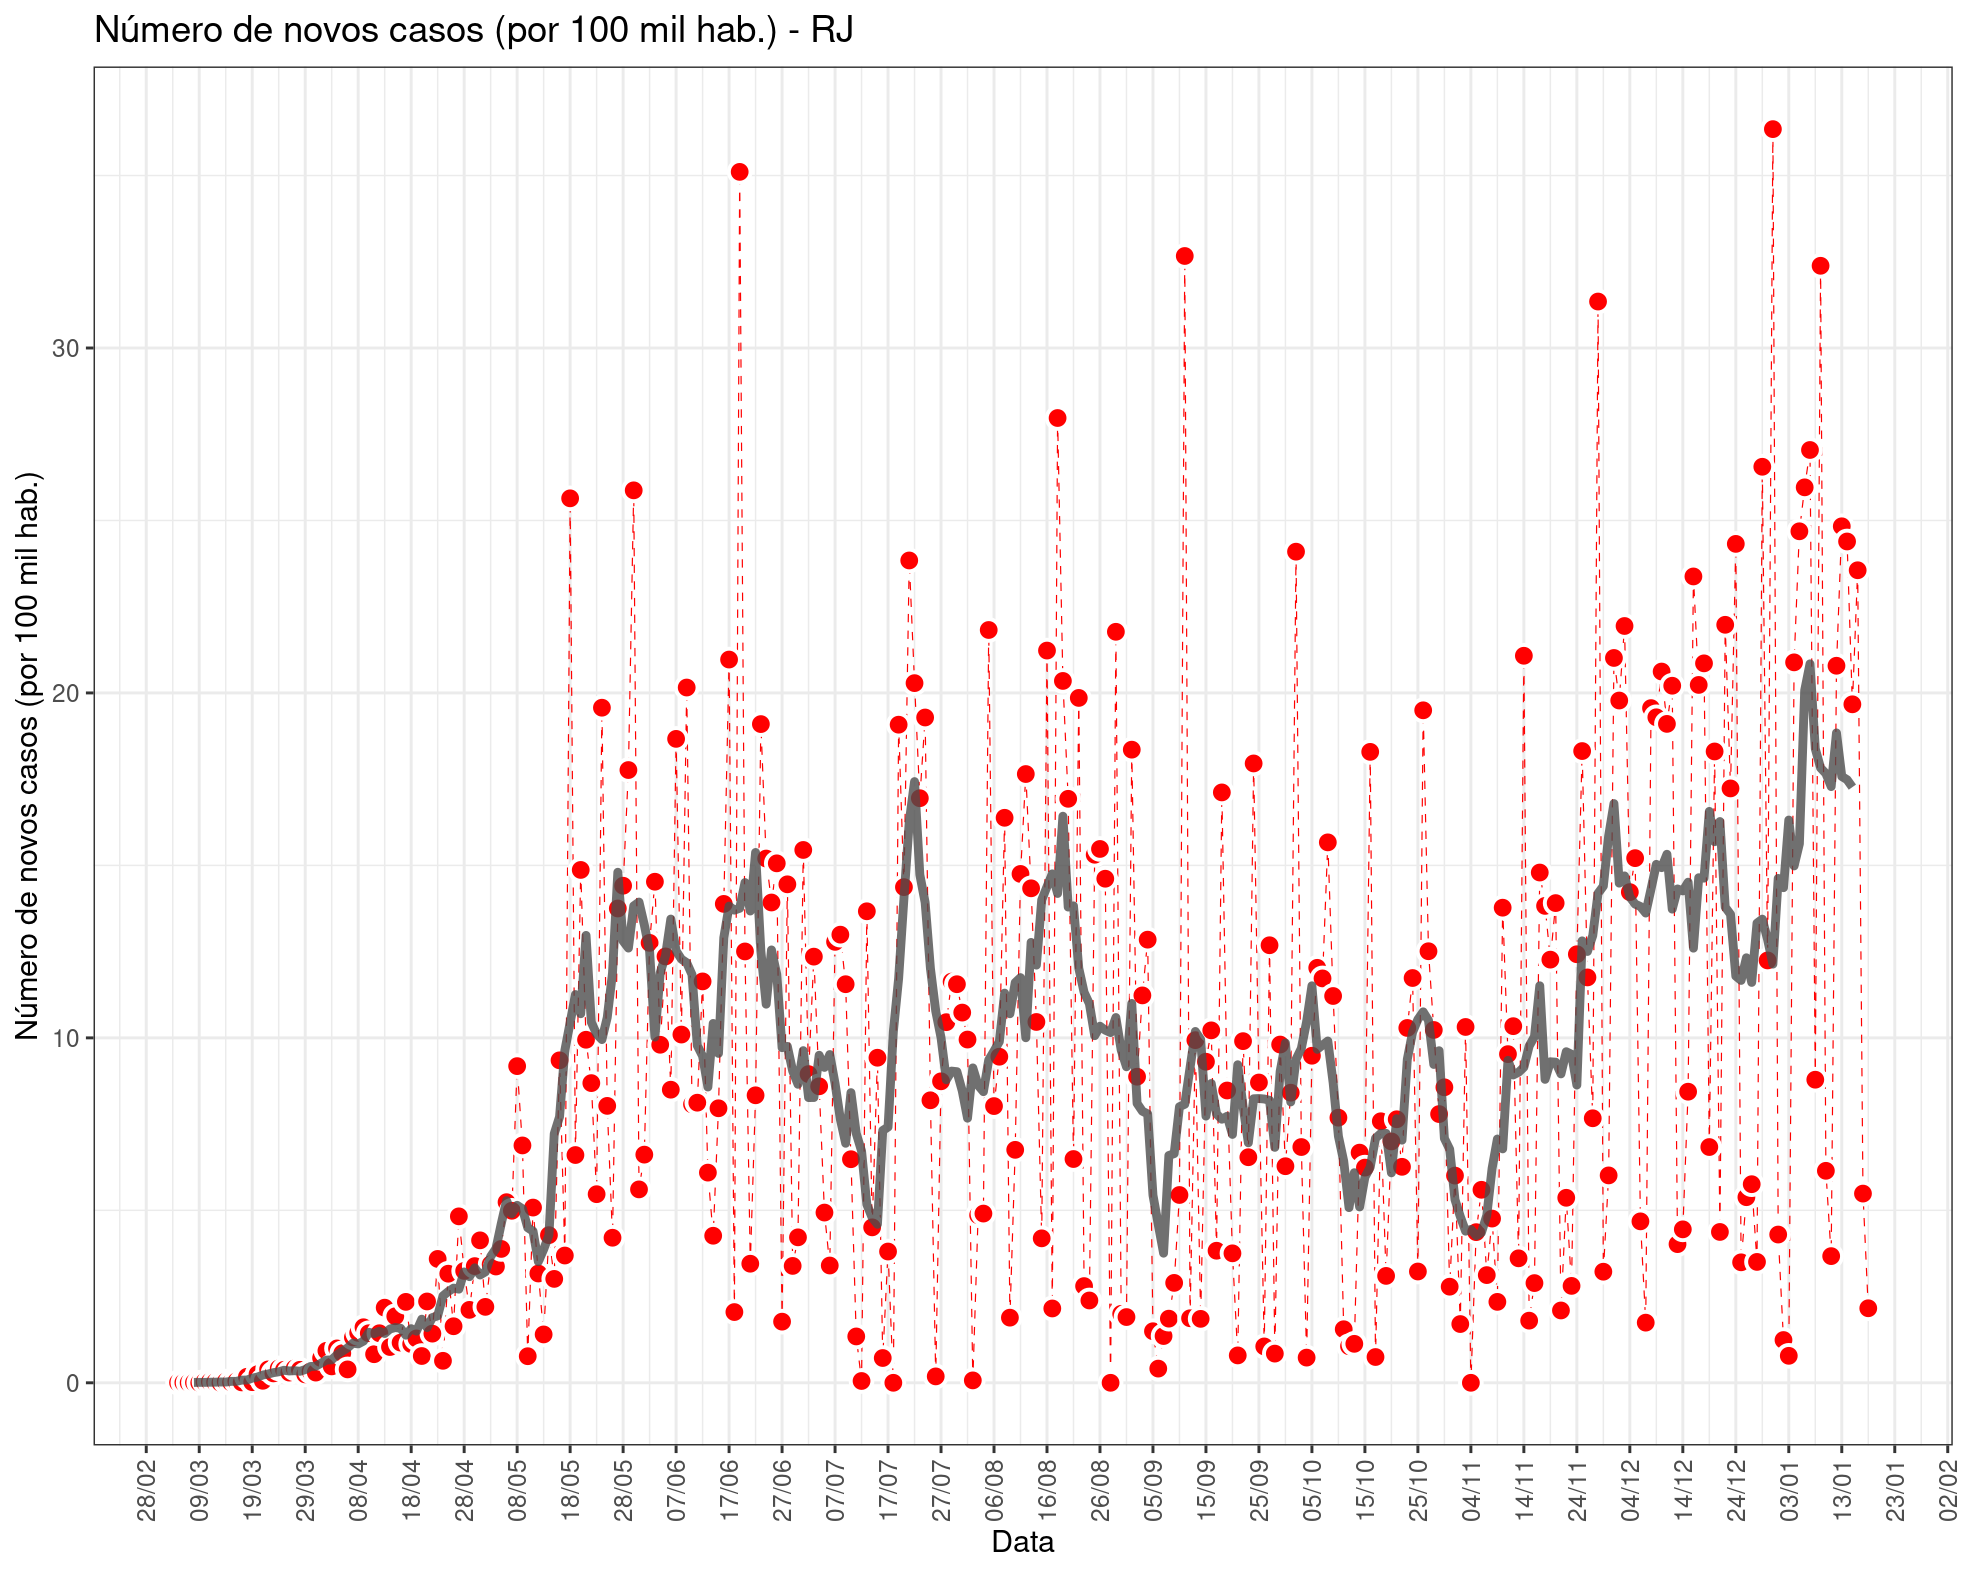 Número de novos casos (por 100 mil hab.) - RJ
Número de novos casos (por 100 mil hab.)
30
20
10
0
28/02 09/03 19/03 29/03 08/04 18/04 28/04 08/05 18/05 28/05 07/06 17/06 27/06 07/07 17/07 27/07 06/08 16/08 26/08 05/09 15/09 25/09 05/10 15/10 25/10 04/11 14/11 24/11 04/12 14/12 24/12 03/01 13/01 23/01 02/02
Data